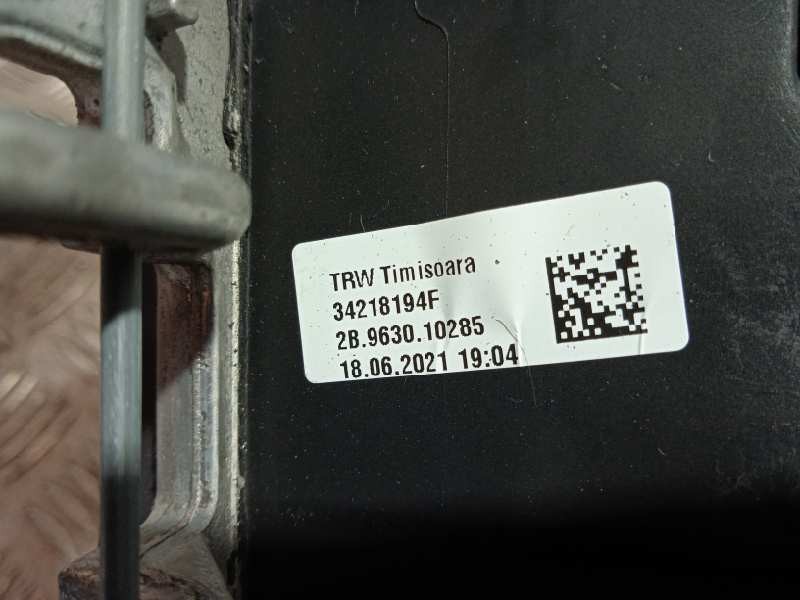 TRW Timisoara
34218194F
2B.9630.10285
18.06.2021 19:04